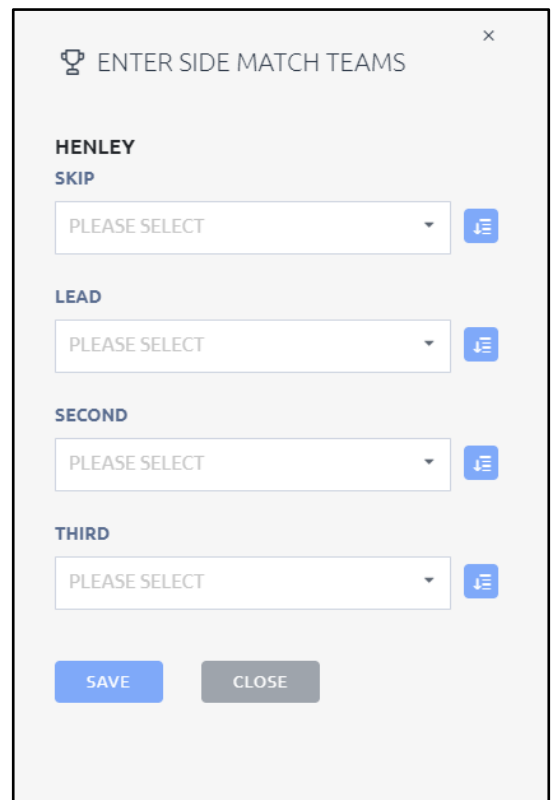 ×
ENTER SIDE MATCH TEAMS
HENLEY
SKIP
PLEASE SELECT
LEAD
PLEASE SELECT
SECOND
PLEASE SELECT
THIRD
PLEASE SELECT
SAVE CLOSE